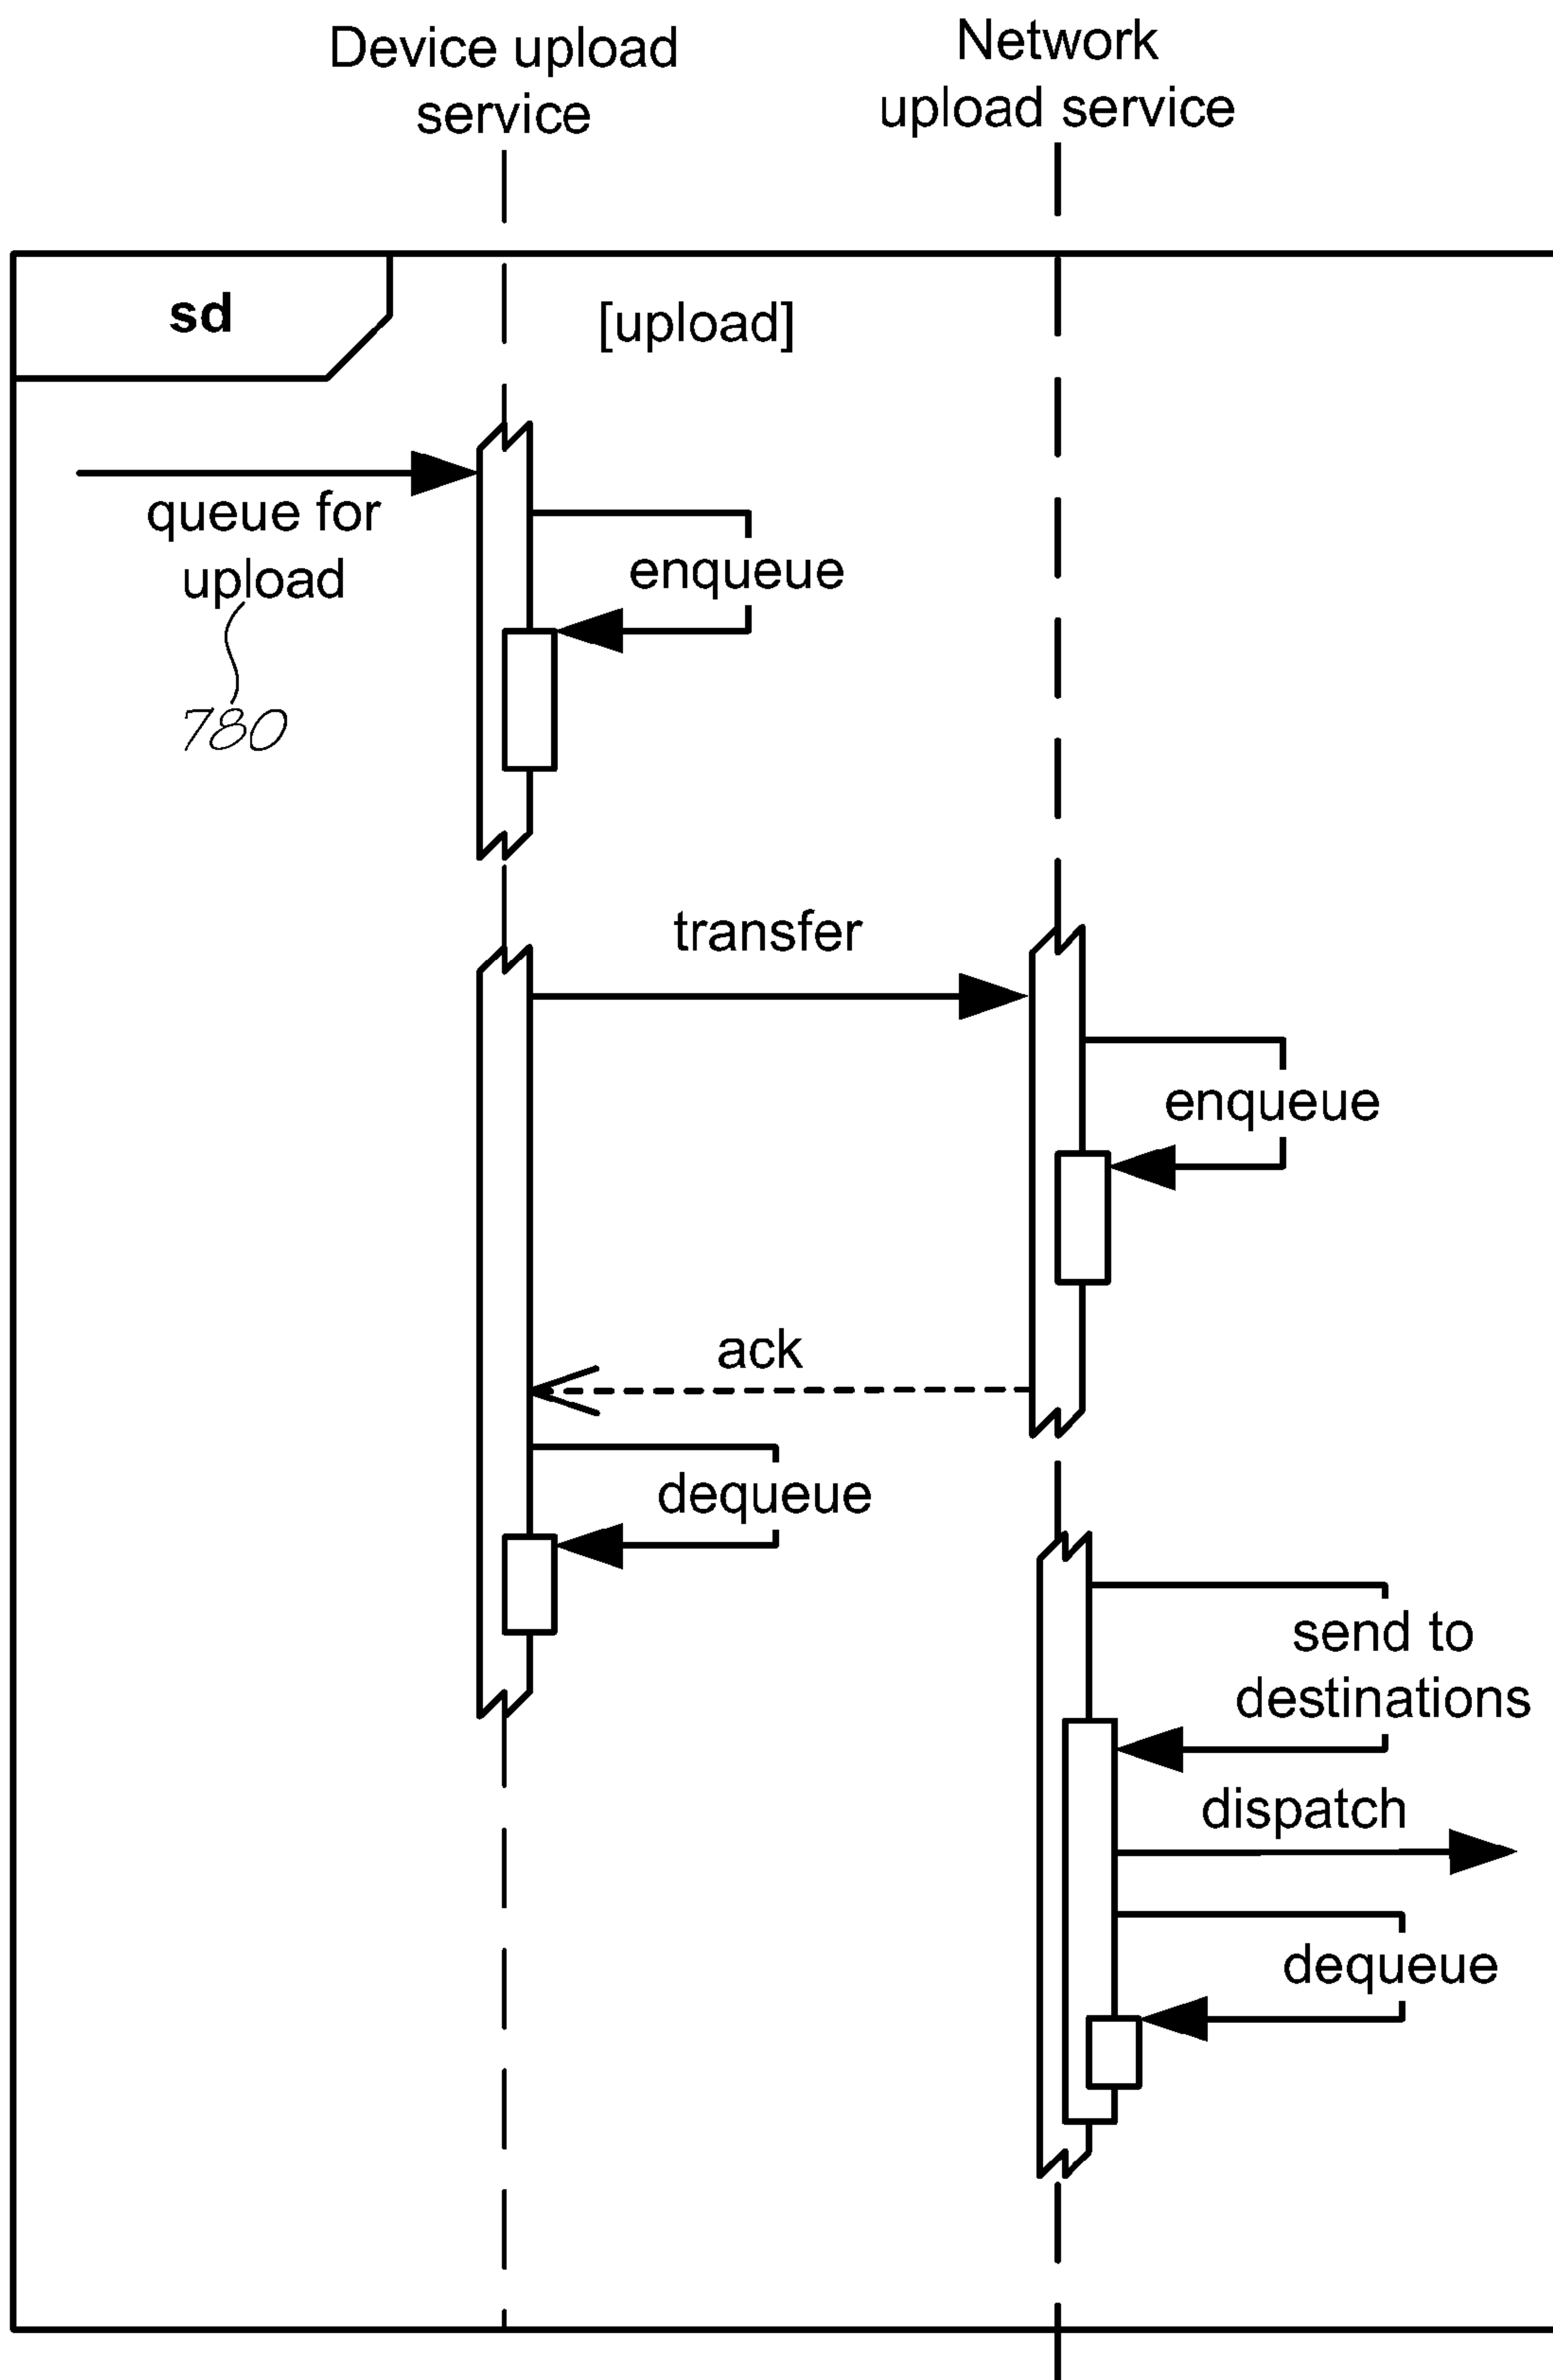 Device upload
service
Network
upload service
sd
[upload]
queue for
upload
780
enqueue
transfer
enqueue
ack
dequeue
send to
destinations
dispatch
dequeue